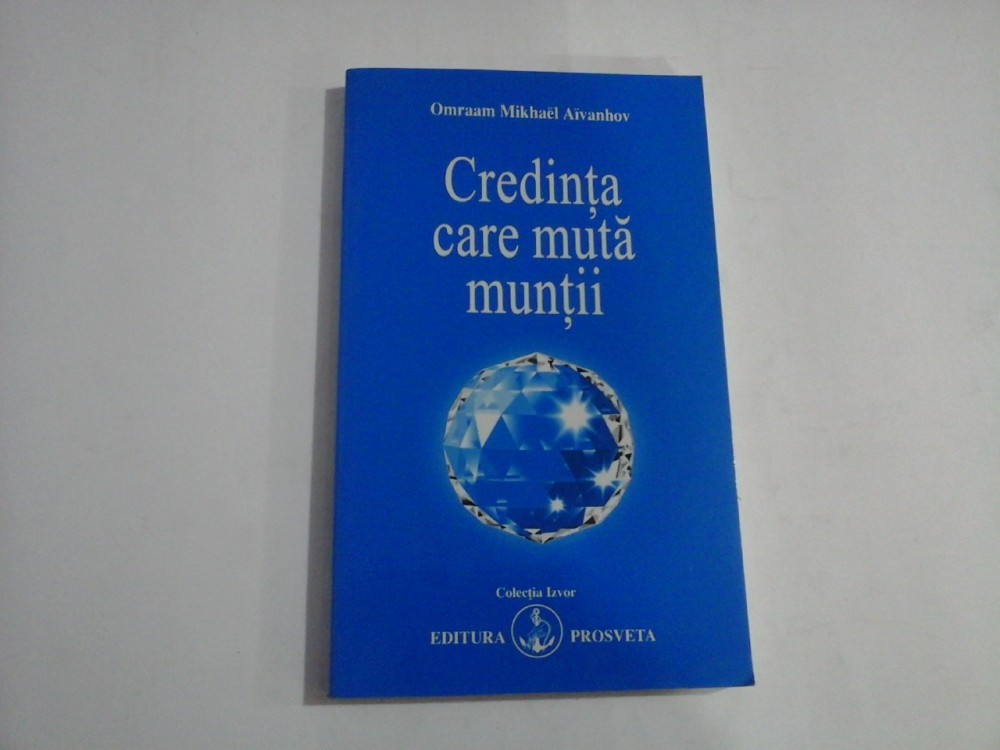 Omraam Mikhaël Aïvanhov
Credința
care mută
munții
Colecția Izvor
EDITURA PROSVETA